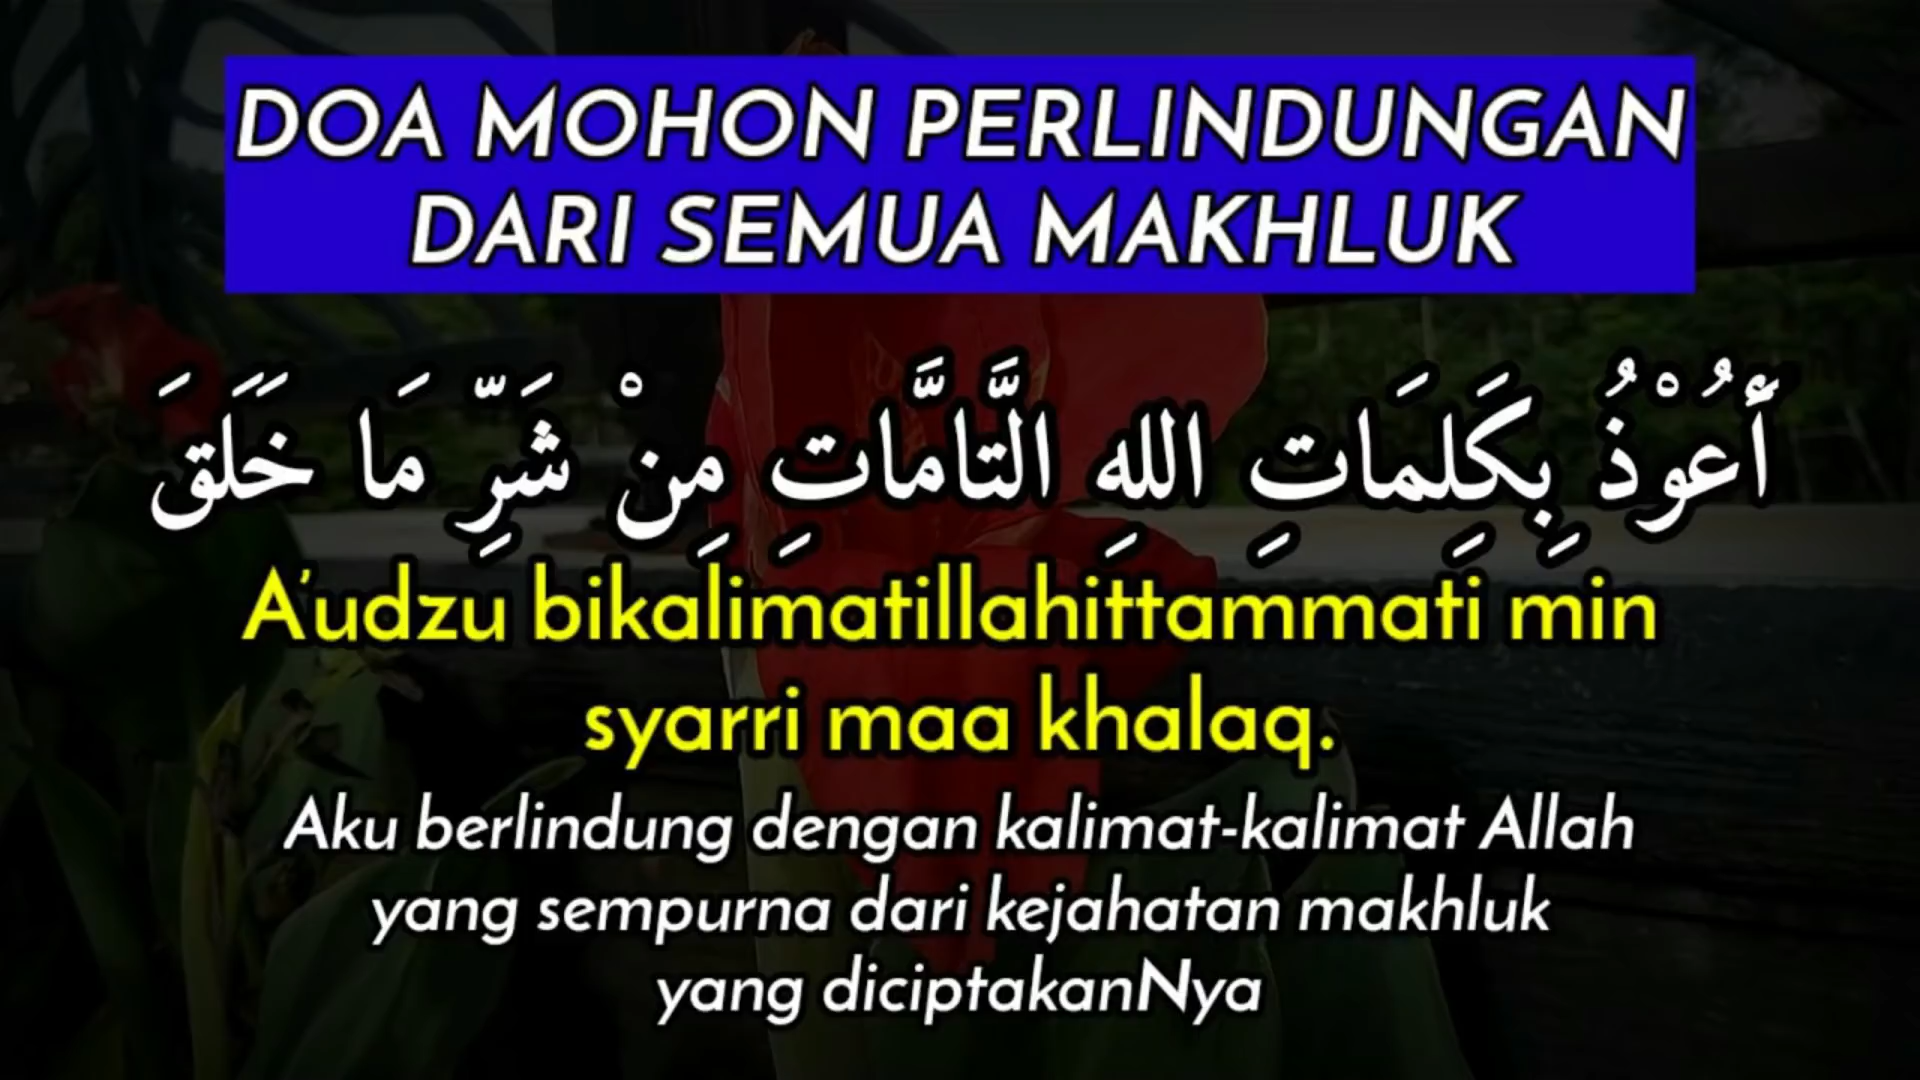 DOA MOHON PERLINDUNGAN
DARI SEMUA MAKHLUK
أَعُوْذُ بِكَلِمَاتِ اللهِ التَّامَّاتِ مِنْ شَرِّ مَا خَلَقَ
A'udzu bikalimatillahittammati min
syarri maa khalaq.
Aku berlindung dengan kalimat-kalimat Allah
yang sempurna dari kejahatan makhluk
yang diciptakanNya